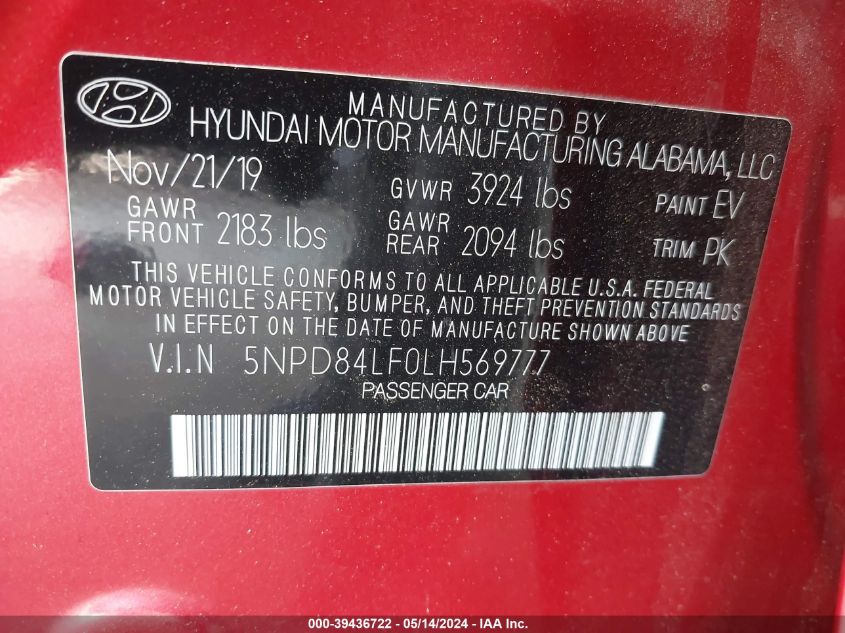 MANUFACTURED BY
HYUNDAI MOTOR MANUFACTURING ALABAMA, LLC
Nov/21/19 GVWR 3924 lbs PAINT EV
GAWR FRONT 2183 lbs GAWR REAR 2094 lbs TRIM PK
THIS VEHICLE CONFORMS TO ALL APPLICABLE U.S.A. FEDERAL
MOTOR VEHICLE SAFETY, BUMPER, AND THEFT PREVENTION STANDARDS
IN EFFECT ON THE DATE OF MANUFACTURE SHOWN ABOVE
V.I.N 5NPD84LF0LH569777
PASSENGER CAR
000-39436722 - 05/14/2024 - IAA Inc.